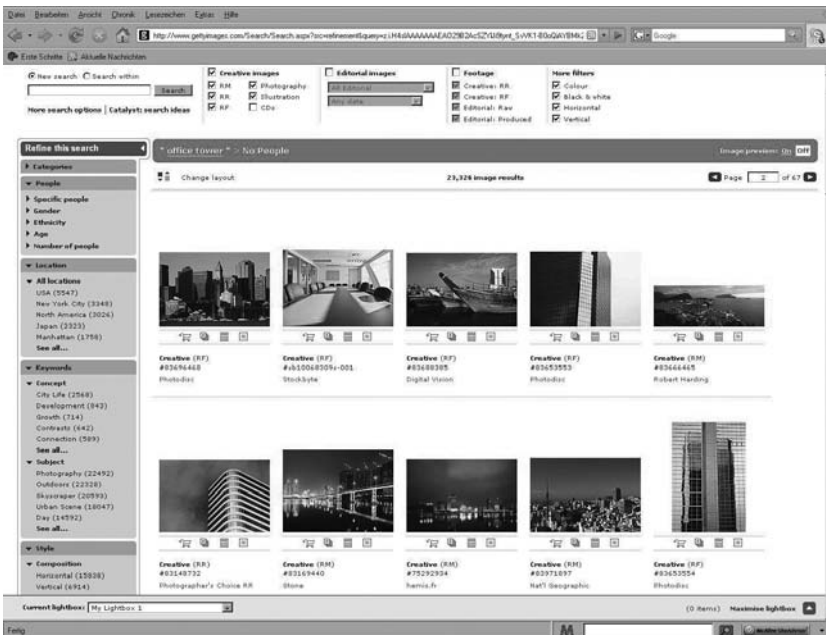 Datei Bearbeiten Ansicht Chronik Lesezeichen Extras Hilfe
Google
Erste Schritte Aktuelle Nachrichten
New search Search within
Search
More search options | Catalyst: search ideas
Creative images
RM Photography
RR Illustration
RF CDs
Editorial images
All Editorial
Any date
Footage
Creative: RR
Creative: RF
Editorial: Raw
Editorial: Produced
More filters
Colour
Black & white
Horizontal
Vertical
Refine this search
" office tower " > No People
Image preview: On Off
Change layout:
23,326 image results
Page 2 of 67
Categories
People
Specific people
Gender
Ethnicity
Age
Number of people
Location
All locations
USA (5547)
New York City (3348)
North America (3026)
Japan (2323)
Manhattan (1758)
See all...
Keywords
Concept
City Life (2568)
Development (843)
Growth (714)
Contrasts (642)
Connection (589)
See all...
Subject
Photography (22492)
Outdoors (22328)
Skyscraper (20593)
Urban Scene (18047)
Day (14592)
See all...
Style
Composition
Horizontal (15838)
Vertical (6914)
Creative (RF)
#83696468
Photodisc
Creative (RF)
#sb10068309r-001
Stockbyte
Creative (RF)
#83688385
Digital Vision
Creative (RF)
#83653553
Photodisc
Creative (RM)
#83666465
Robert Harding
Creative (RR)
#83148732
Photographer's Choice RR
Creative (RM)
#83169440
Stone
Creative (RM)
#75292934
hemis.fr
Creative (RM)
#83971897
Nat'l Geographic
Creative (RF)
#83653554
Photodisc
Current lightbox: My Lightbox 1
(0 items) Maximise lightbox
Fertig